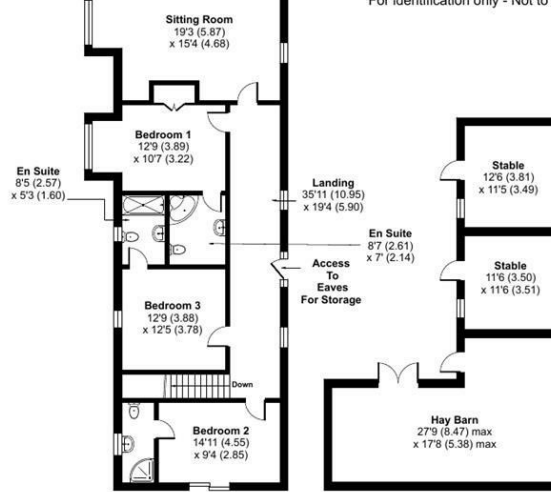 For identification only - Not to
Sitting Room
19'3 (5.87)
x 15'4 (4.68)
Bedroom 1
12'9 (3.89)
x 10'7 (3.22)
En Suite
8'5 (2.57)
x 5'3 (1.60)
Landing
35'11 (10.95)
x 19'4 (5.90)
En Suite
8'7 (2.61)
x 7' (2.14)
Access
To
Eaves
For Storage
Bedroom 3
12'9 (3.88)
x 12'5 (3.78)
Down
Bedroom 2
14'11 (4.55)
x 9'4 (2.85)
Stable
12'6 (3.81)
x 11'5 (3.49)
Stable
11'6 (3.50)
x 11'6 (3.51)
Hay Barn
27'9 (8.47) max
x 17'8 (5.38) max